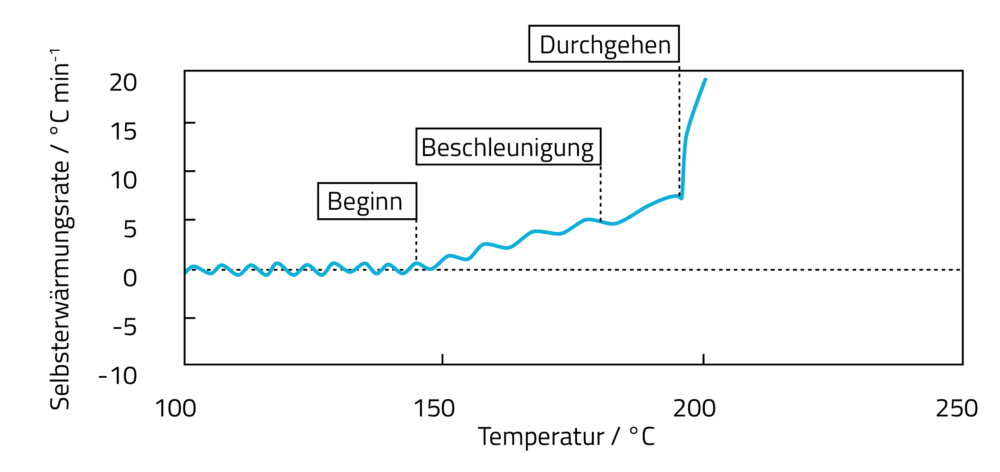 Durchgehen
Beschleunigung
Beginn
Selbsterwärmungsrate / °C min⁻¹
20
15
10
5
0
-5
-10
100 150 200 250
Temperatur / °C